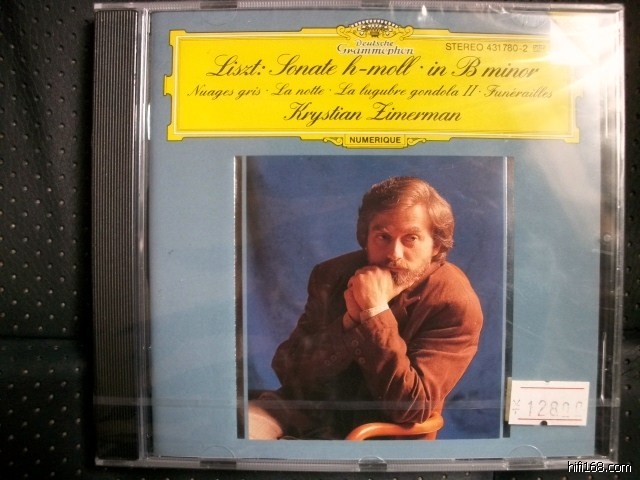 Deutsche
Grammophon
STEREO 431 780-2
Liszt: Sonate h-moll · in B minor
Nuages gris · La notte · La lugubre gondola II · Funérailles
Krystian Zimerman
NUMERIQUE
hifi168.com